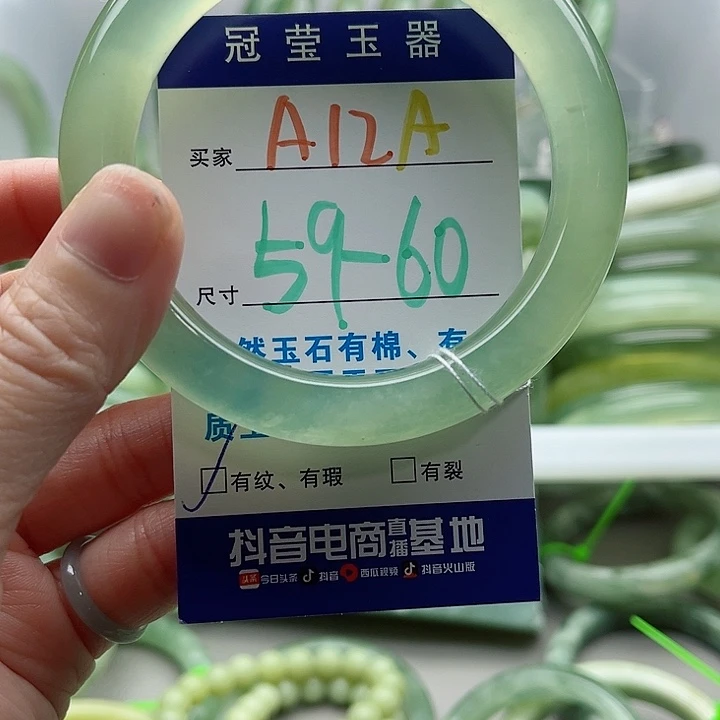 冠莹玉器
买家 A12A
尺寸 59-60
然玉石有棉、有
质
有纹、有瑕 有裂
抖音电商直播基地
头条 今日头条 抖音 西瓜视频 抖音火山版